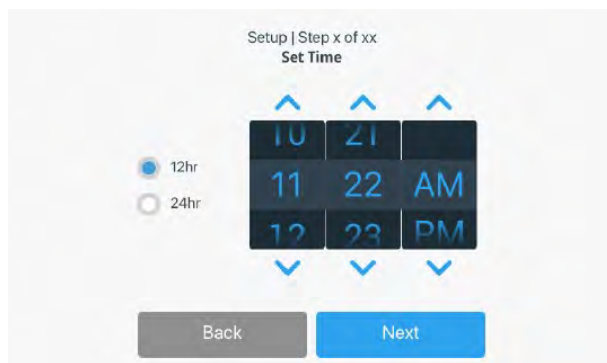 Setup | Step x of xx
Set Time
10 21
12hr
11 22 AM
24hr
12 23 PM
Back Next